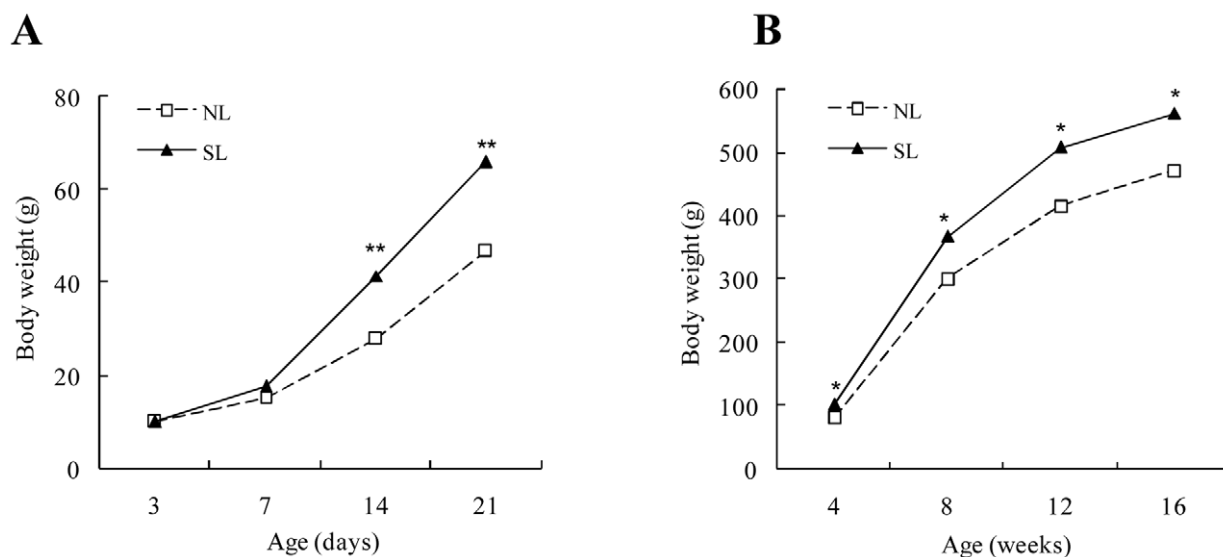 A
80
60
40
20
0
NL
SL
**
**
3 7 14 21
Age (days)
Body weight (g)
B
600
500
400
300
200
100
0
NL
SL
*
*
*
*
4 8 12 16
Age (weeks)
Body weight (g)